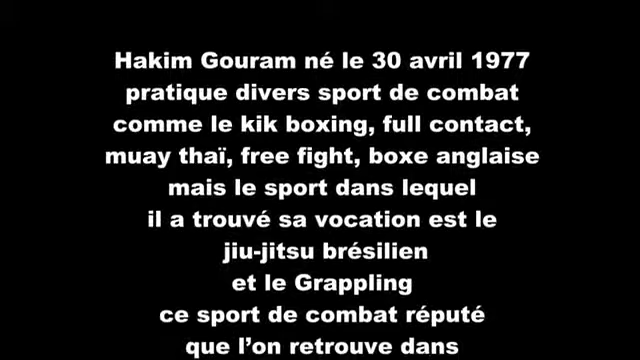 Hakim Gouram né le 30 avril 1977
pratique divers sport de combat
comme le kik boxing, full contact,
muay thaï, free fight, boxe anglaise
mais le sport dans lequel
il a trouvé sa vocation est le
jiu-jitsu brésilien
et le Grappling
ce sport de combat réputé
que l’on retrouve dans